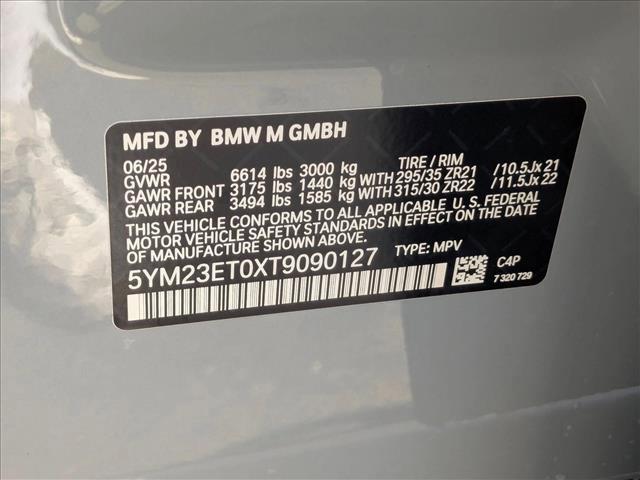 MFD BY BMW M GMBH
06/25
GVWR 6614 lbs 3000 kg TIRE / RIM
GAWR FRONT 3175 lbs 1440 kg WITH 295/35 ZR21 /10.5Jx 21
GAWR REAR 3494 lbs 1585 kg WITH 315/30 ZR22 /11.5Jx 22
THIS VEHICLE CONFORMS TO ALL APPLICABLE U.S. FEDERAL
MOTOR VEHICLE SAFETY STANDARDS IN EFFECT ON THE
DATE OF MANUFACTURE SHOWN ABOVE.
5YM23ET0XT9090127 TYPE: MPV C4P
7 320 729